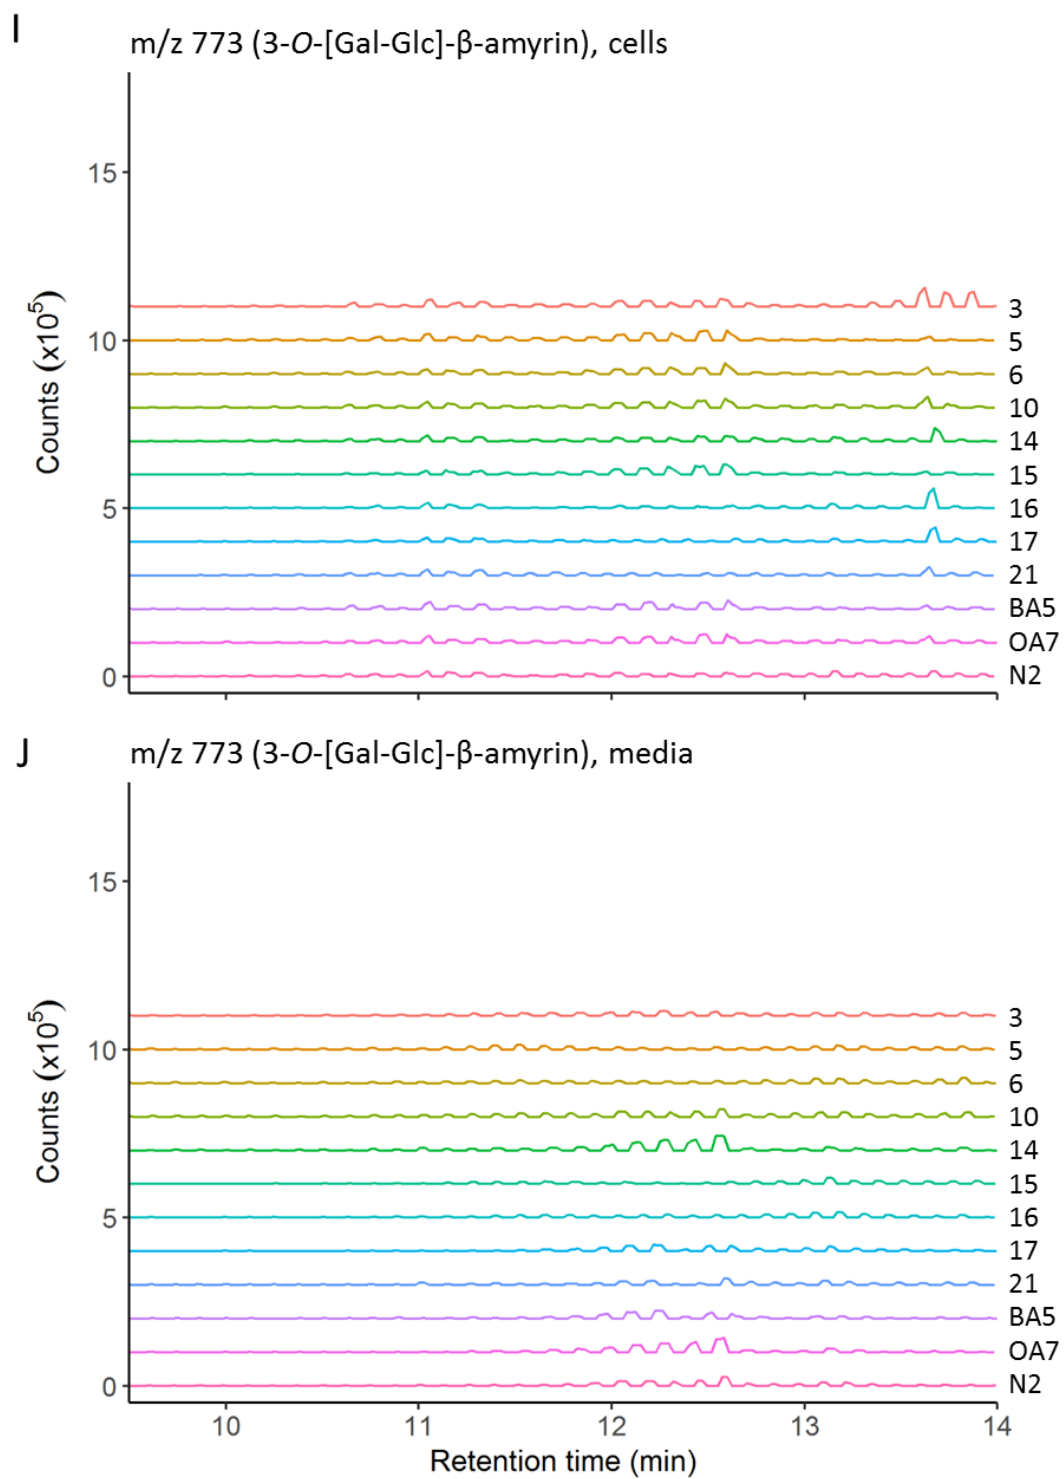 I
m/z 773 (3-O-[Gal-Glc]-β-amyrin), cells
15
10
5
0
Counts (x10⁵)
3
5
6
10
14
15
16
17
21
BA5
OA7
N2
J
m/z 773 (3-O-[Gal-Glc]-β-amyrin), media
15
10
5
0
Counts (x10⁵)
3
5
6
10
14
15
16
17
21
BA5
OA7
N2
10 11 12 13 14
Retention time (min)